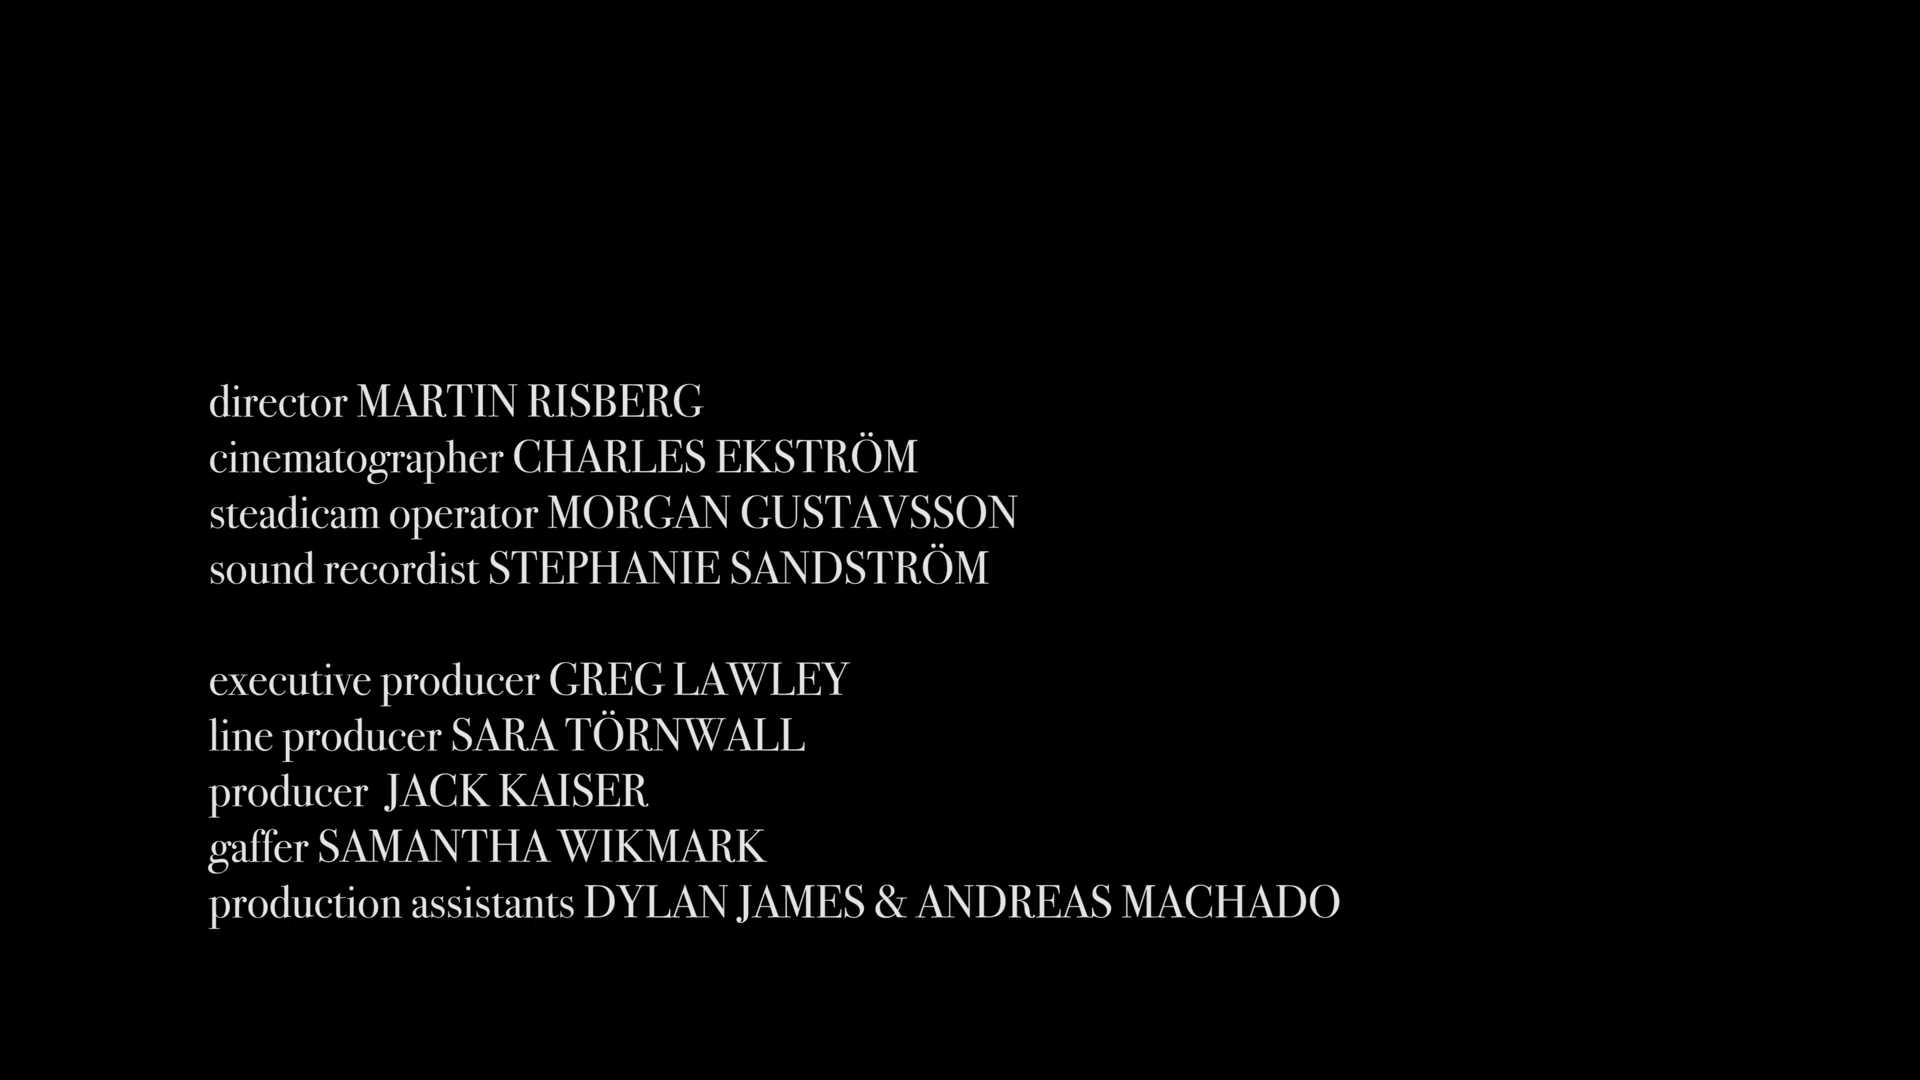 director MARTIN RISBERG
cinematographer CHARLES EKSTRÖM
steadicam operator MORGAN GUSTAVSSON
sound recordist STEPHANIE SANDSTRÖM
executive producer GREG LAWLEY
line producer SARA TÖRNWALL
producer  JACK KAISER
gaffer SAMANTHA WIKMARK
production assistants DYLAN JAMES & ANDREAS MACHADO